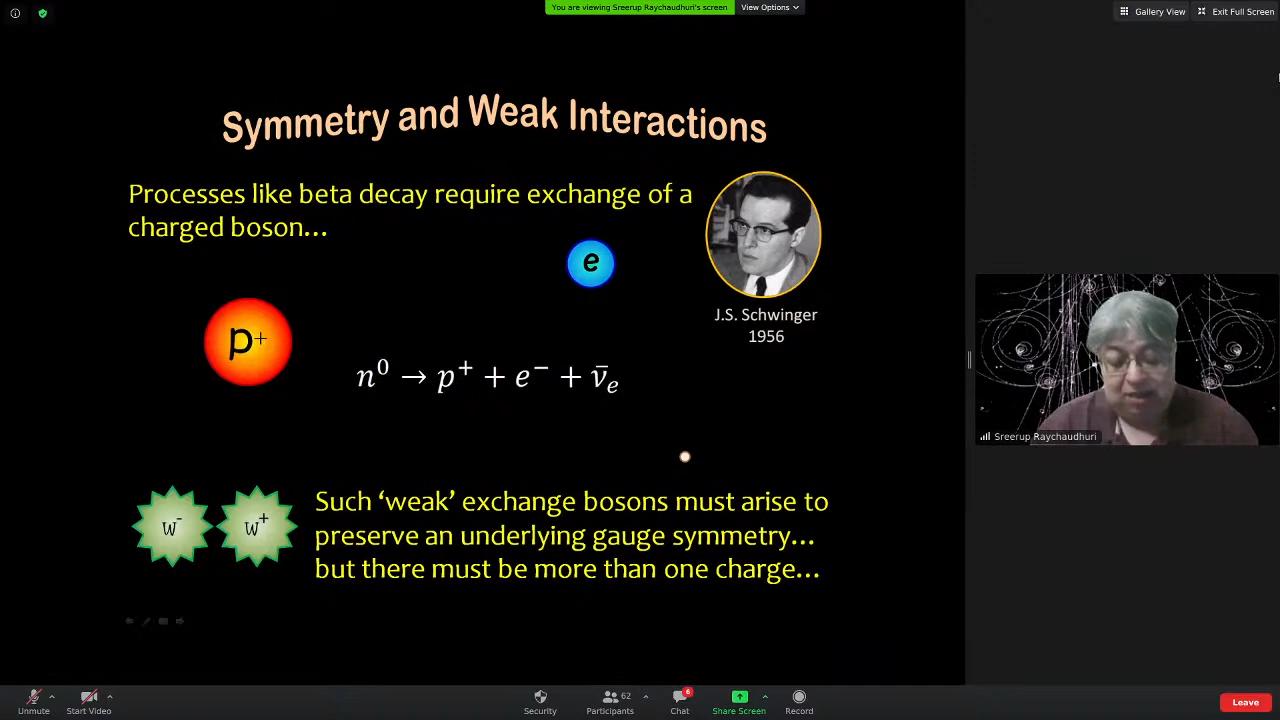 You are viewing Sreerup Raychaudhuri's screen
View Options
Gallery View
Exit Full Screen
Symmetry and Weak Interactions
Processes like beta decay require exchange of a
charged boson...
e
p+
J.S. Schwinger
1956
n⁰ → p⁺ + e⁻ + ν̄ₑ
Sreerup Raychaudhuri
W⁻
W⁺
Such ‘weak’ exchange bosons must arise to
preserve an underlying gauge symmetry...
but there must be more than one charge...
Unmute
Start Video
Security
62
Participants
6
Chat
Share Screen
Record
Leave